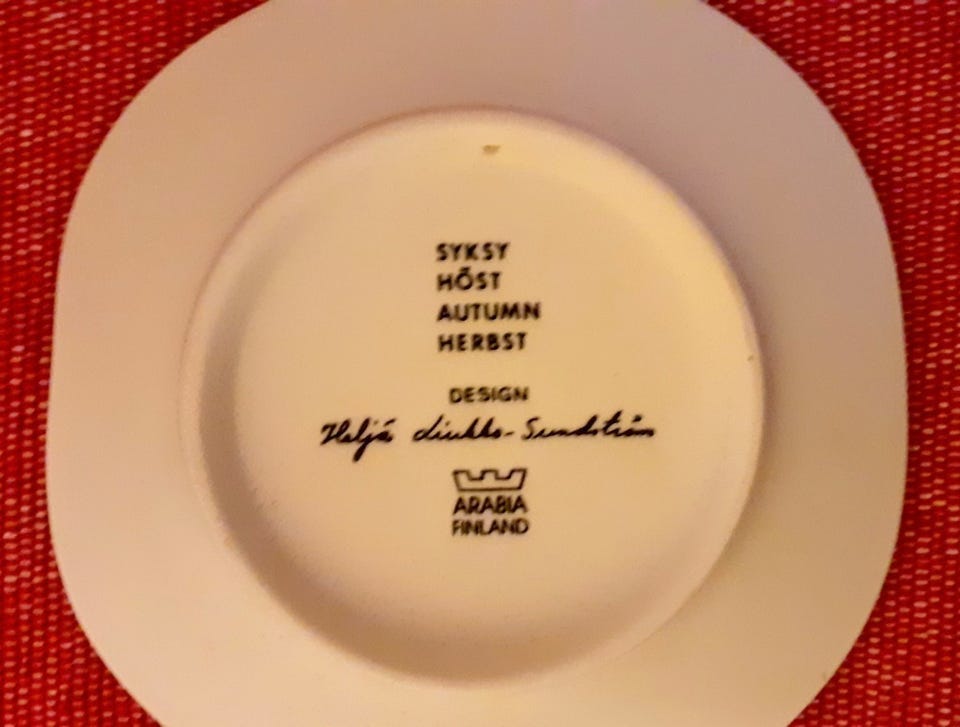 SYKSY
HÖST
AUTUMN
HERBST
DESIGN
Heljä Liukko-Sundström
ARABIA
FINLAND